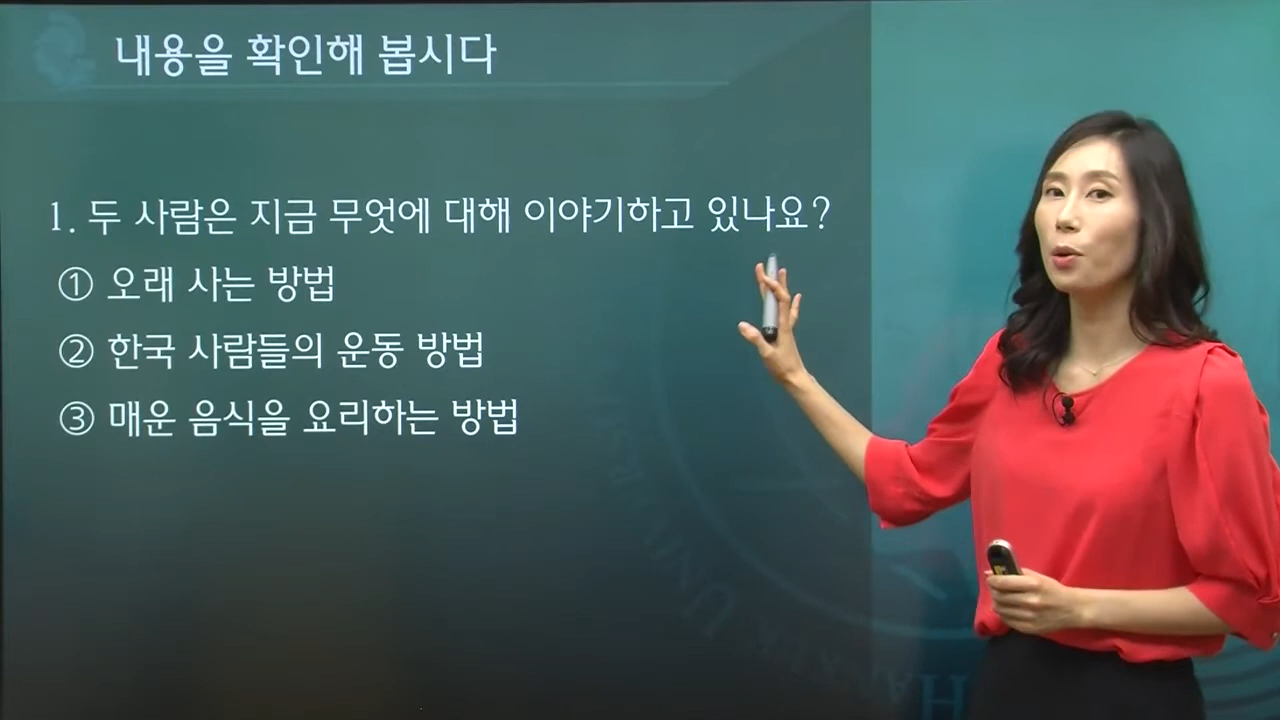 내용을 확인해 봅시다
1. 두 사람은 지금 무엇에 대해 이야기하고 있나요?
① 오래 사는 방법
② 한국 사람들의 운동 방법
③ 매운 음식을 요리하는 방법